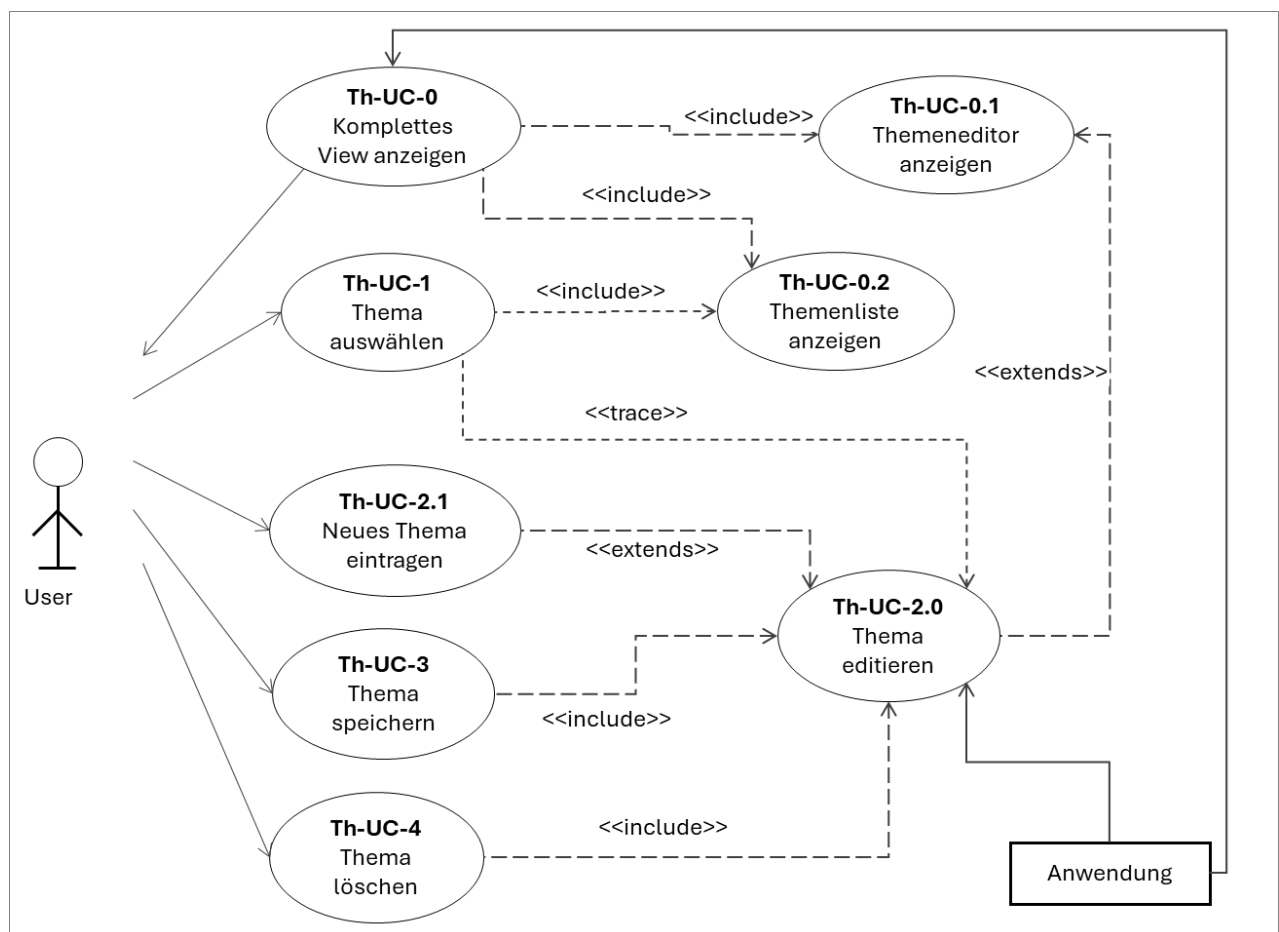 Th-UC-0
Komplettes
View anzeigen
<<include>>
Th-UC-0.1
Themeneditor
anzeigen
<<include>>
Th-UC-1
Thema
auswählen
<<include>>
Th-UC-0.2
Themenliste
anzeigen
<<extends>>
<<trace>>
User
Th-UC-2.1
Neues Thema
eintragen
<<extends>>
Th-UC-2.0
Thema
editieren
Th-UC-3
Thema
speichern
<<include>>
Th-UC-4
Thema
löschen
<<include>>
Anwendung